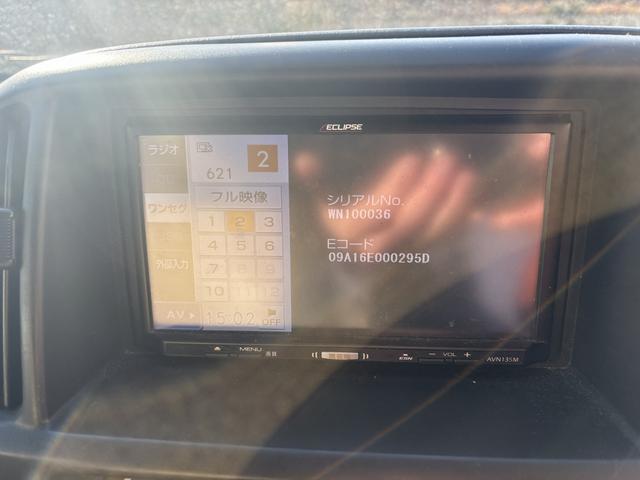 ECLIPSE
ラジオ
2
621
ワンセグ
フル映像
1 2 3
4 5 6
7 8 9
10 11 12
外部入力
AV
15:02
OFF
シリアルNo.
WN100036
Eコード
09A16E000295D
MENU
ESN
− VOL +
AVN135M